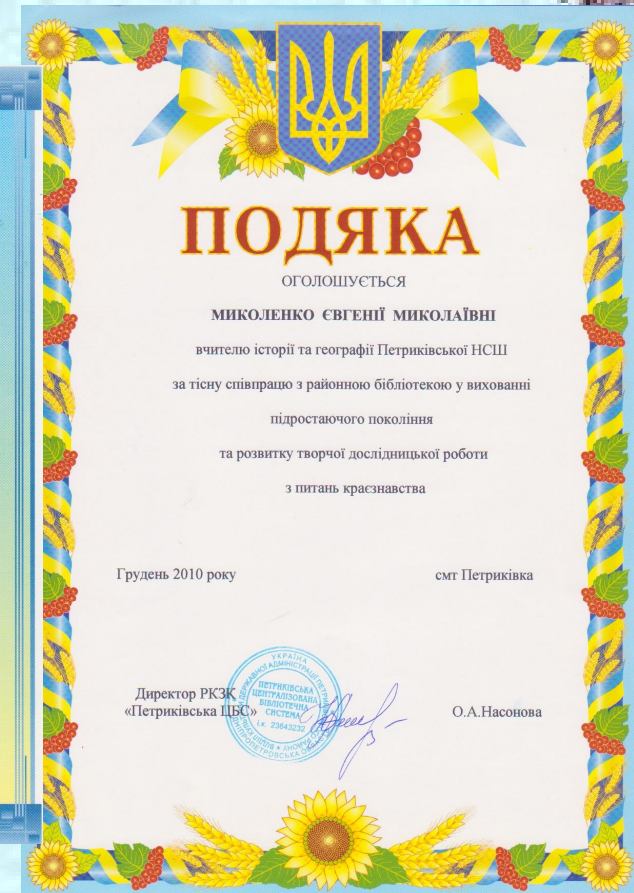 ПОДЯКА
ОГОЛОШУЄТЬСЯ
МИКОЛЕНКО ЄВГЕНІЇ МИКОЛАЇВНІ
вчителю історії та географії Петриківської НСШ
за тісну співпрацю з районною бібліотекою у вихованні
підростаючого покоління
та розвитку творчої дослідницької роботи
з питань краєзнавства
Грудень 2010 року смт Петриківка
Директор РКЗК
«Петриківська ЦБС» О.А.Насонова
УКРАЇНА
ПЕТРИКІВСЬКА
ЦЕНТРАЛІЗОВАНА
БІБЛІОТЕЧНА
СИСТЕМА
і.к. 23643232